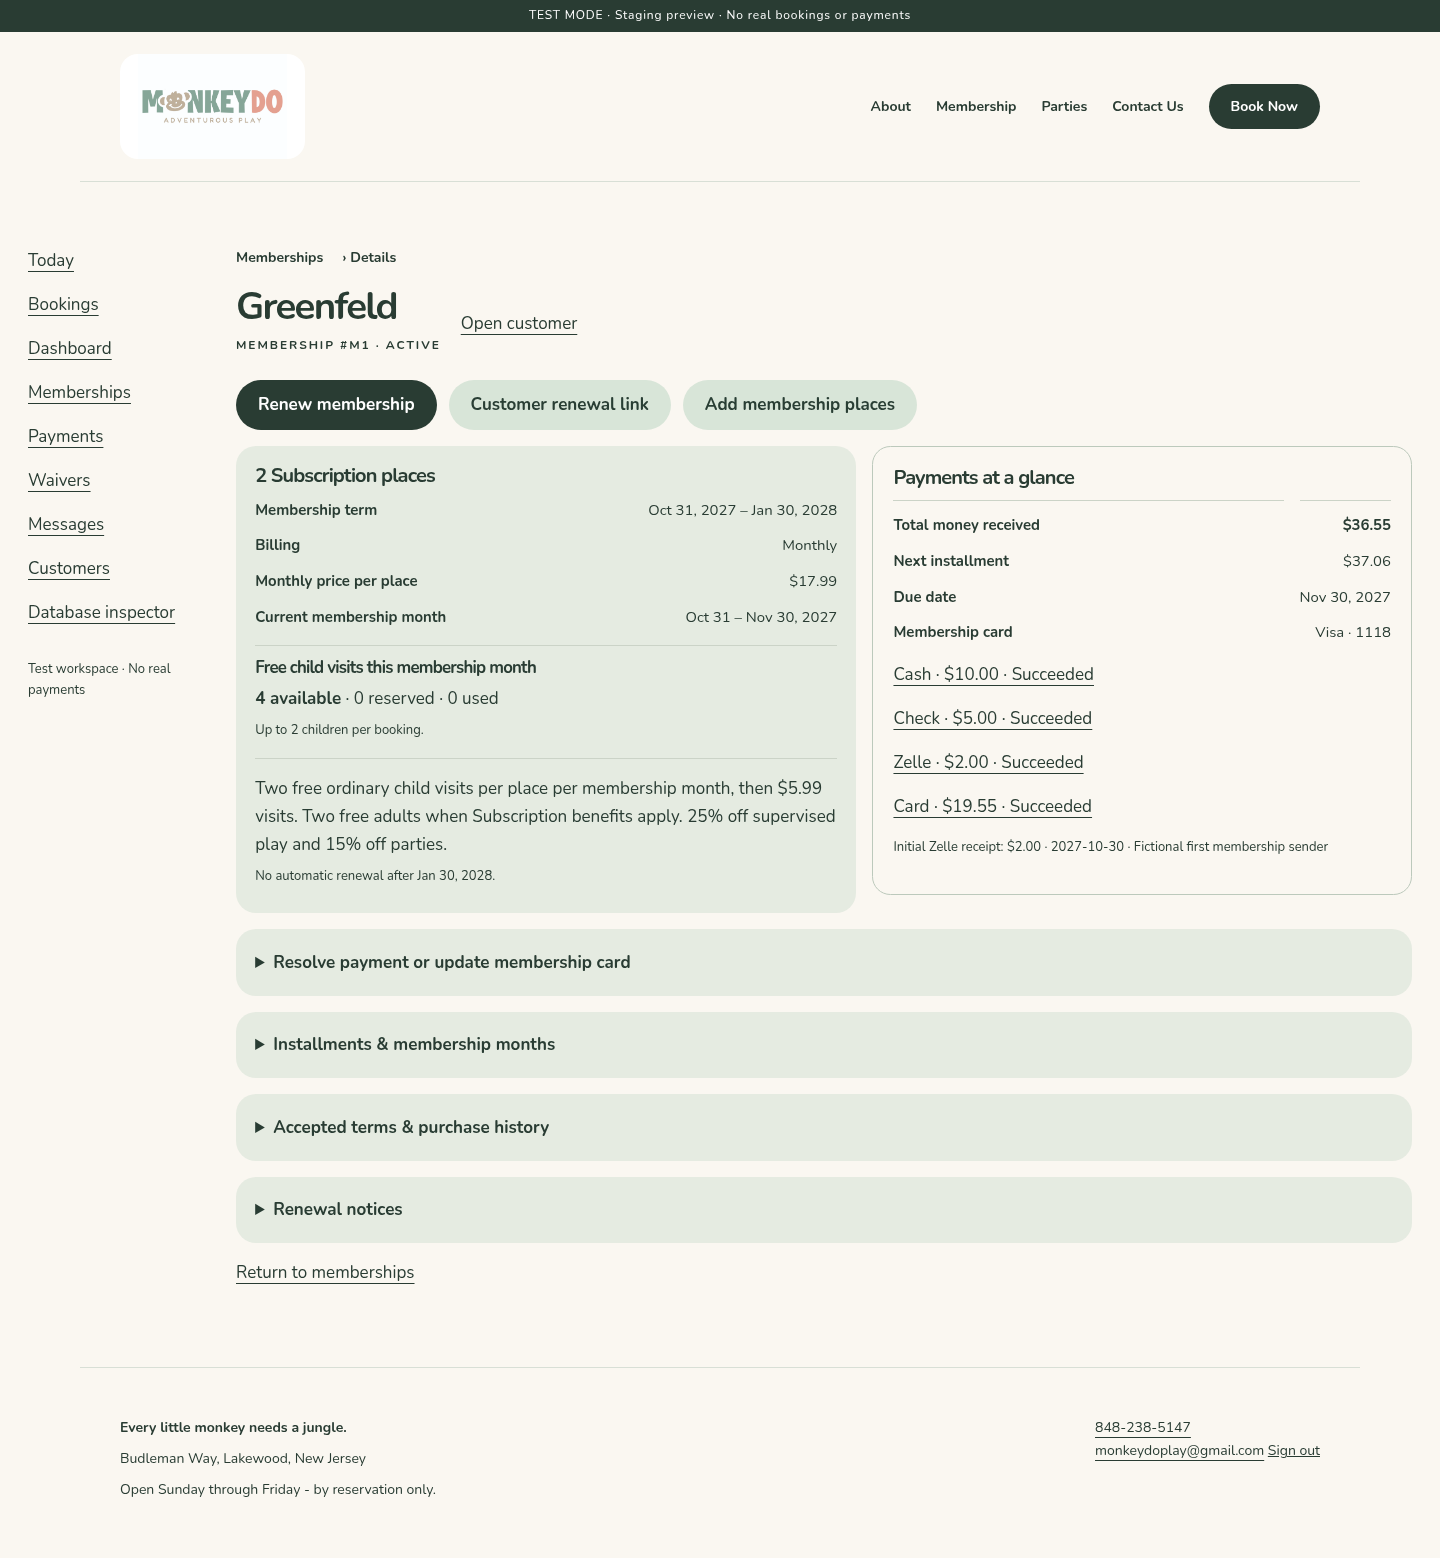 TEST MODE · Staging preview · No real bookings or payments
MONKEYDO
ADVENTUROUS PLAY
About
Membership
Parties
Contact Us
Book Now
Today
Bookings
Dashboard
Memberships
Payments
Waivers
Messages
Customers
Database inspector
Test workspace · No real
payments
Memberships › Details
Greenfeld
MEMBERSHIP #M1 · ACTIVE
Open customer
Renew membership
Customer renewal link
Add membership places
2 Subscription places
Membership term Oct 31, 2027 – Jan 30, 2028
Billing Monthly
Monthly price per place $17.99
Current membership month Oct 31 – Nov 30, 2027
Free child visits this membership month
4 available · 0 reserved · 0 used
Up to 2 children per booking.
Two free ordinary child visits per place per membership month, then $5.99
visits. Two free adults when Subscription benefits apply. 25% off supervised
play and 15% off parties.
No automatic renewal after Jan 30, 2028.
Payments at a glance
Total money received $36.55
Next installment $37.06
Due date Nov 30, 2027
Membership card Visa · 1118
Cash · $10.00 · Succeeded
Check · $5.00 · Succeeded
Zelle · $2.00 · Succeeded
Card · $19.55 · Succeeded
Initial Zelle receipt: $2.00 · 2027-10-30 · Fictional first membership sender
Resolve payment or update membership card
Installments & membership months
Accepted terms & purchase history
Renewal notices
Return to memberships
Every little monkey needs a jungle.
Budleman Way, Lakewood, New Jersey
Open Sunday through Friday - by reservation only.
848-238-5147
monkeydoplay@gmail.com Sign out